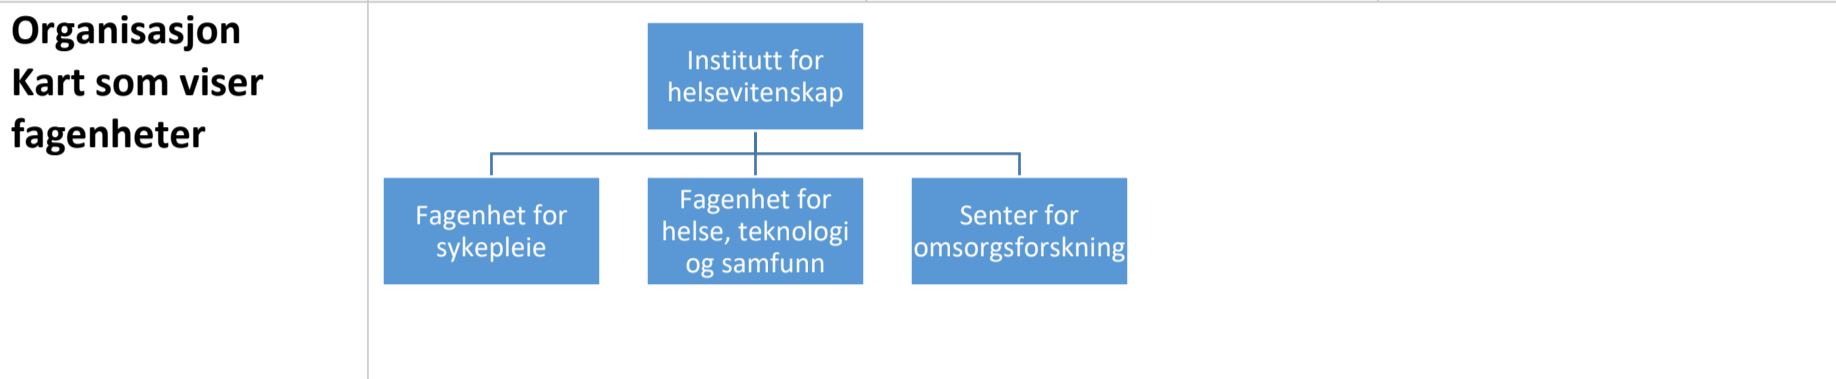 Organisasjon
Kart som viser
fagenheter
Institutt for
helsevitenskap
Fagenhet for
sykepleie
Fagenhet for
helse, teknologi
og samfunn
Senter for
omsorgsforskning